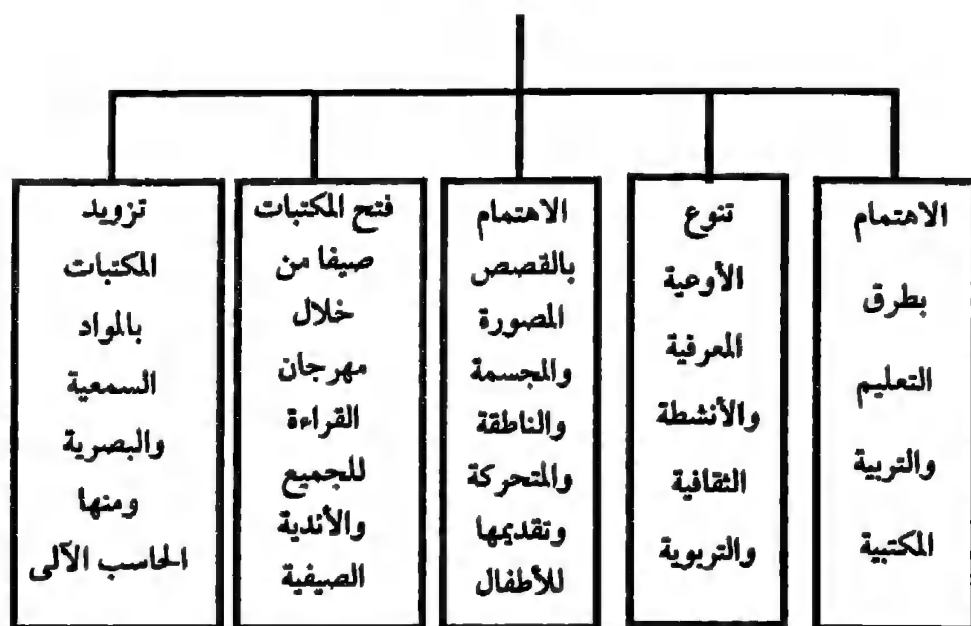 الاهتمام
بطرق
التعليم
والتربية
المكتبية
تنوع
الأوعية
المعرفية
والأنشطة
الثقافية
والتربوية
الاهتمام
بالقصص
المصورة
والمجسمة
والناطقة
والمتحركة
وتقديمها
للأطفال
فتح المكتبات
صيفا من
خلال
مهرجان
القراءة
للجميع
والأندية
الصيفية
تزويد
المكتبات
بالمواد
السمعية
والبصرية
ومنها
الحاسب الآلى